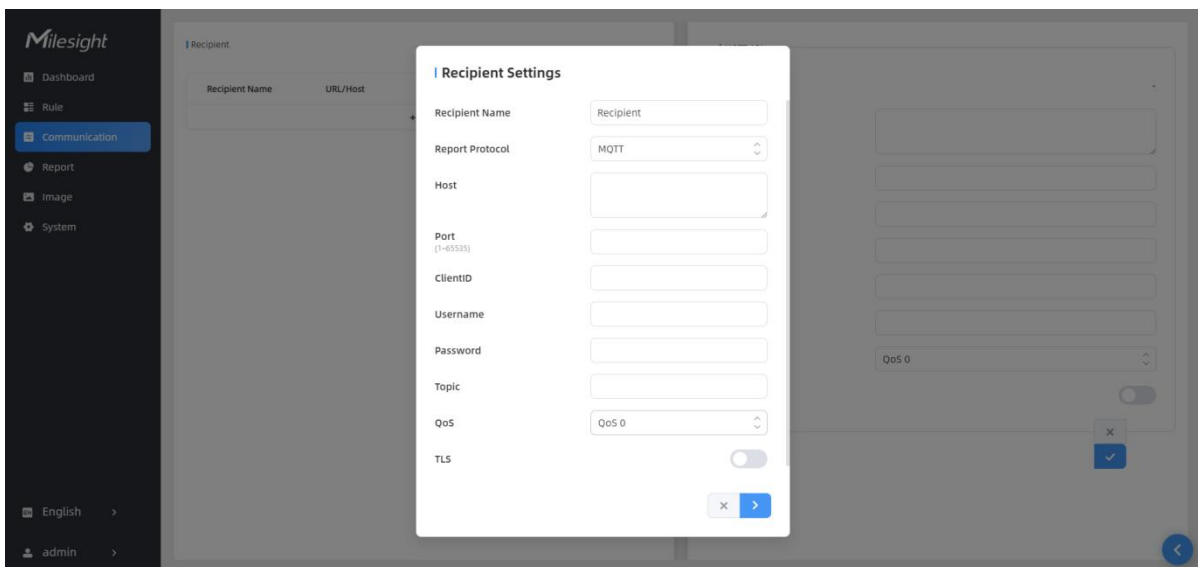 Milesight
Dashboard
Rule
Communication
Report
Image
System
English
admin
Recipient
Recipient Name URL/Host
+
Recipient Settings
Recipient Name Recipient
Report Protocol MQTT
Host
Port
(1~65535)
ClientID
Username
Password
Topic
QoS QoS 0
TLS
QoS 0